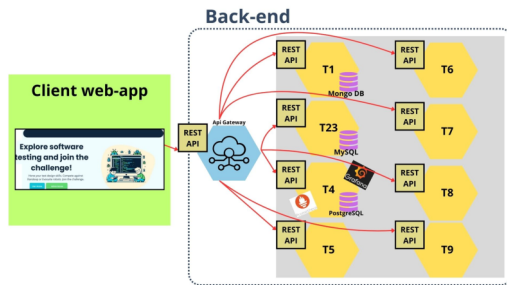 Back-end
Client web-app
Explore software
testing and join the
challenge!
REST
API
Api Gateway
REST
API
T1
Mongo DB
REST
API
T6
REST
API
T23
MySQL
REST
API
T7
REST
API
T4
Grafana
PostgreSQL
REST
API
T8
REST
API
T5
REST
API
T9